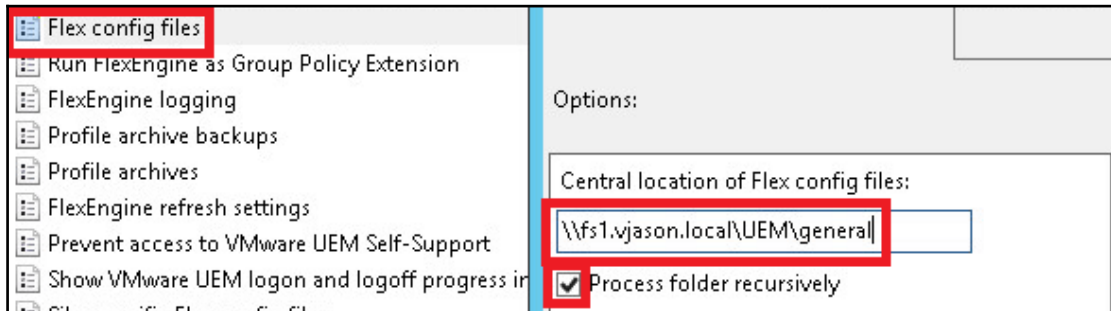 Flex config files
Run FlexEngine as Group Policy Extension
FlexEngine logging
Profile archive backups
Profile archives
FlexEngine refresh settings
Prevent access to VMware UEM Self-Support
Show VMware UEM logon and logoff progress in
Options:
Central location of Flex config files:
\\fs1.vjason.local\UEM\general
Process folder recursively